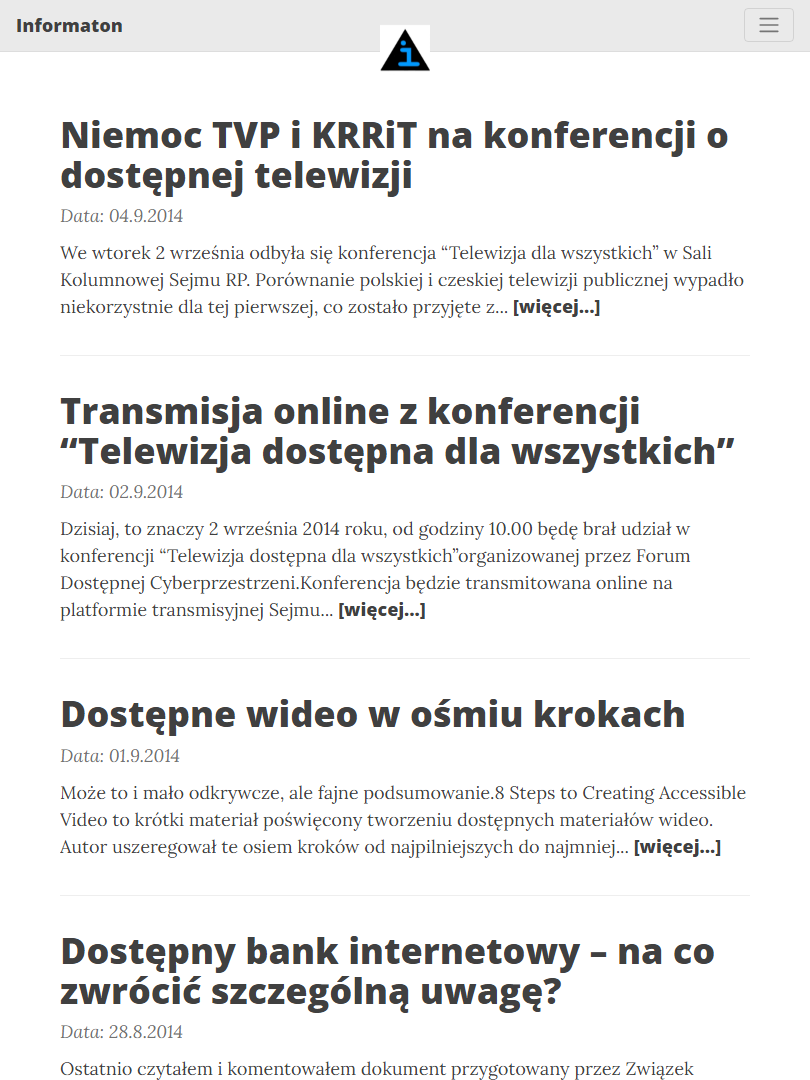 Informaton
i
Niemoc TVP i KRRiT na konferencji o
dostępnej telewizji
Data: 04.9.2014
We wtorek 2 września odbyła się konferencja “Telewizja dla wszystkich” w Sali
Kolumnowej Sejmu RP. Porównanie polskiej i czeskiej telewizji publicznej wypadło
niekorzystnie dla tej pierwszej, co zostało przyjęte z... [więcej...]
Transmisja online z konferencji
“Telewizja dostępna dla wszystkich”
Data: 02.9.2014
Dzisiaj, to znaczy 2 września 2014 roku, od godziny 10.00 będę brał udział w
konferencji “Telewizja dostępna dla wszystkich”organizowanej przez Forum
Dostępnej Cyberprzestrzeni.Konferencja będzie transmitowana online na
platformie transmisyjnej Sejmu... [więcej...]
Dostępne wideo w ośmiu krokach
Data: 01.9.2014
Może to i mało odkrywcze, ale fajne podsumowanie.8 Steps to Creating Accessible
Video to krótki materiał poświęcony tworzeniu dostępnych materiałów wideo.
Autor uszeregował te osiem kroków od najpilniejszych do najmniej... [więcej...]
Dostępny bank internetowy – na co
zwrócić szczególną uwagę?
Data: 28.8.2014
Ostatnio czytałem i komentowałem dokument przygotowany przez Związek